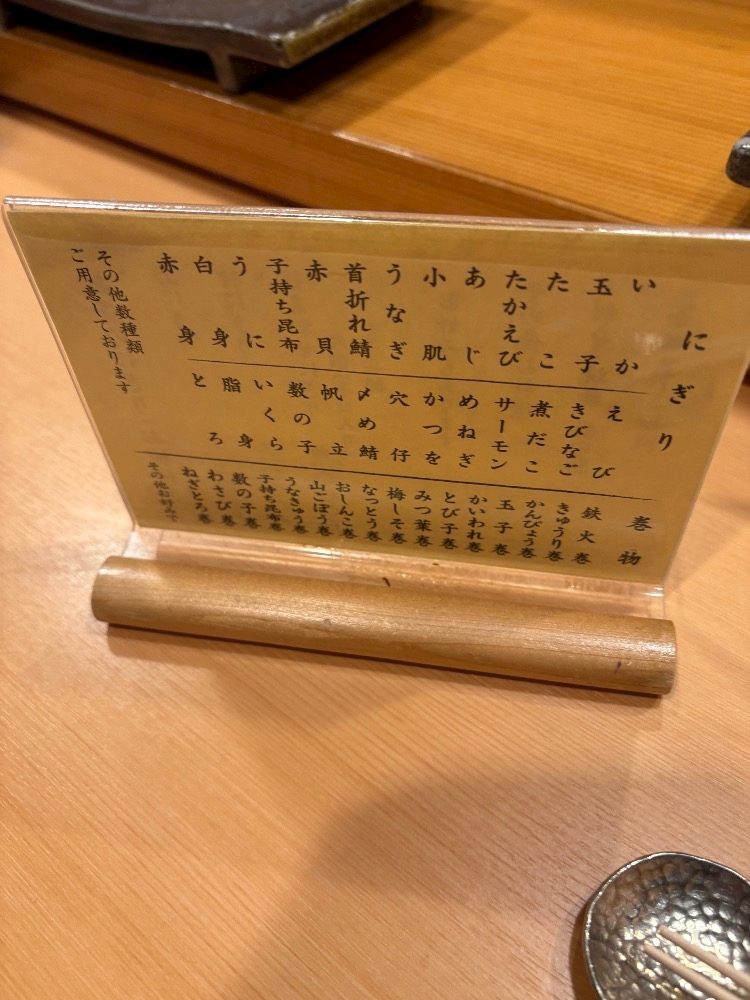 にぎり
いか
玉子
たこ
たかえび
あじ
小肌
うなぎ
首折れ鯖
赤貝
子持ち昆布
うに
白身
赤身
えび
きびなご
煮だこ
サーモン
めねぎ
かつを
穴仔
〆め鯖
帆立
数の子
いくら
脂身
とろ
その他数種類
ご用意しております
巻物
鉄火巻
きゅうり巻
かんぴょう巻
玉子巻
かいわれ巻
とび子巻
みつ葉巻
梅しそ巻
なっとう巻
おしんこ巻
山ごぼう巻
うなきゅう巻
子持ち昆布巻
数の子巻
わさび巻
ねぎとろ巻
その他お好みで